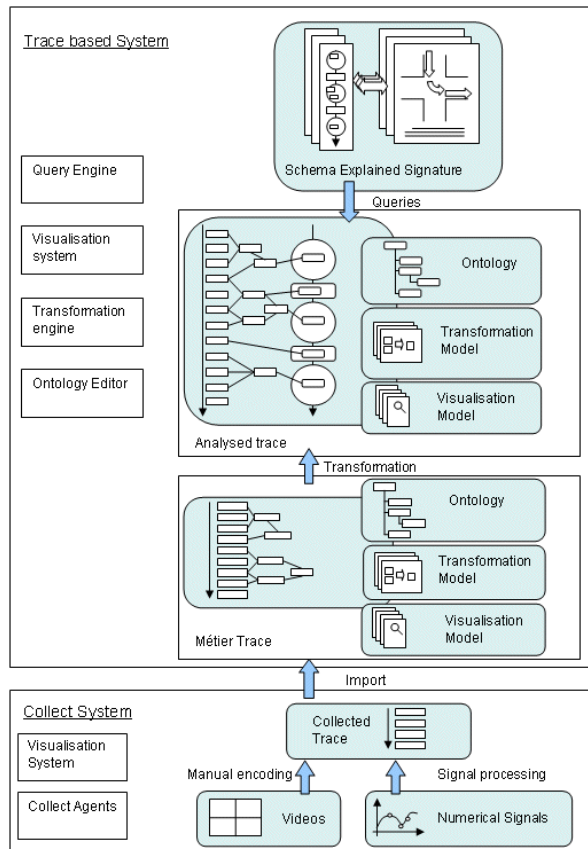 Trace based System
Schema Explained Signature
Query Engine
Queries
Visualisation
system
Ontology
Transformation
engine
Transformation
Model
Ontology Editor
Visualisation
Model
Analysed trace
Transformation
Ontology
Transformation
Model
Visualisation
Model
Métier Trace
Import
Collect System
Collected
Trace
Visualisation
System
Manual encoding
Signal processing
Collect Agents
Videos
Numerical Signals